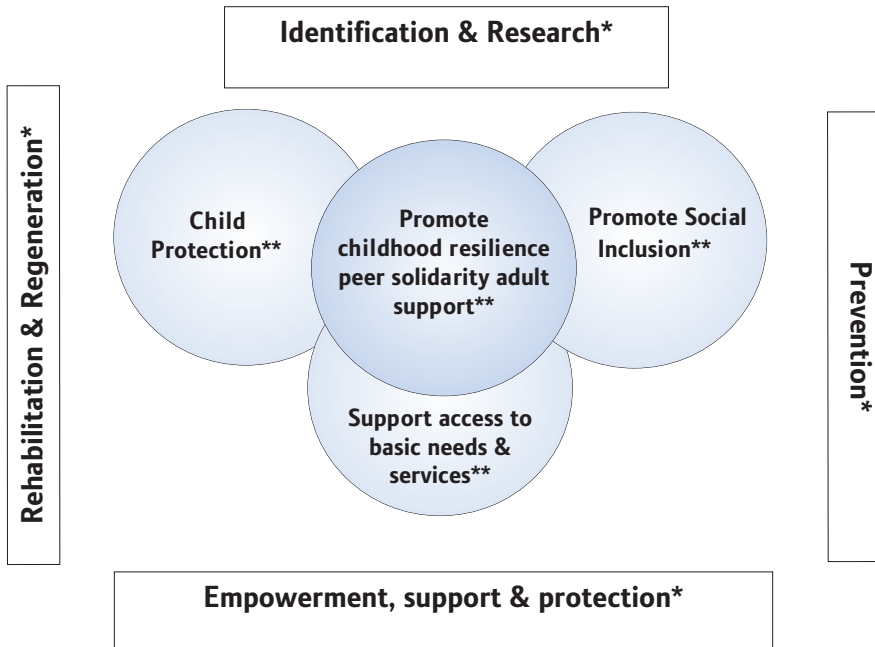 Identification & Research*
Rehabilitation & Regeneration*
Child
Protection**
Promote
childhood resilience
peer solidarity adult
support**
Promote Social
Inclusion**
Prevention*
Support access to
basic needs &
services**
Empowerment, support & protection*